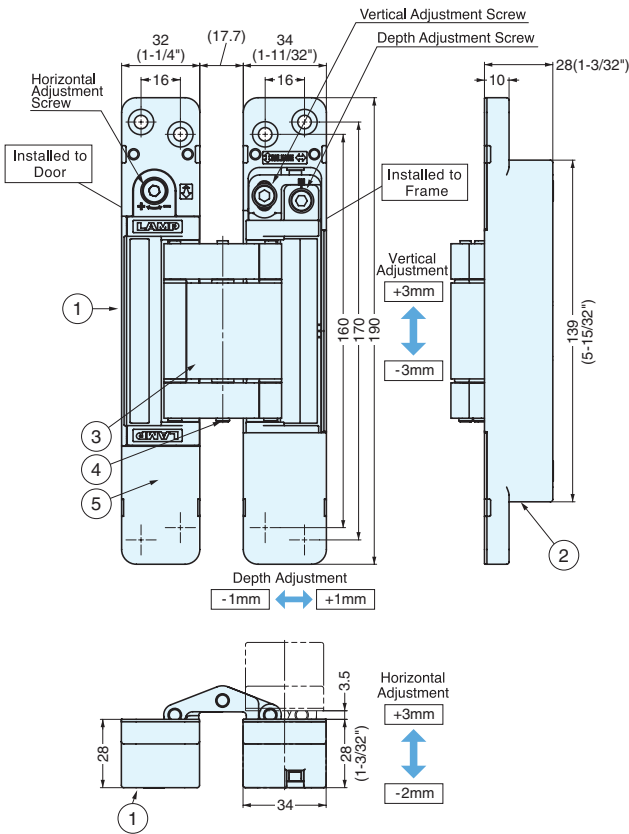 Vertical Adjustment Screw
Depth Adjustment Screw
32
(1-1/4")
(17.7)
34
(1-11/32")
28(1-3/32")
16
16
10
Horizontal
Adjustment
Screw
Installed to
Door
Installed to
Frame
LAMP
Vertical
Adjustment
+3mm
-3mm
160
170
190
139
(5-15/32")
1
3
LAMP
4
5
2
Depth Adjustment
-1mm
+1mm
3.5
Horizontal
Adjustment
+3mm
-2mm
28
28
(1-3/32")
34
1